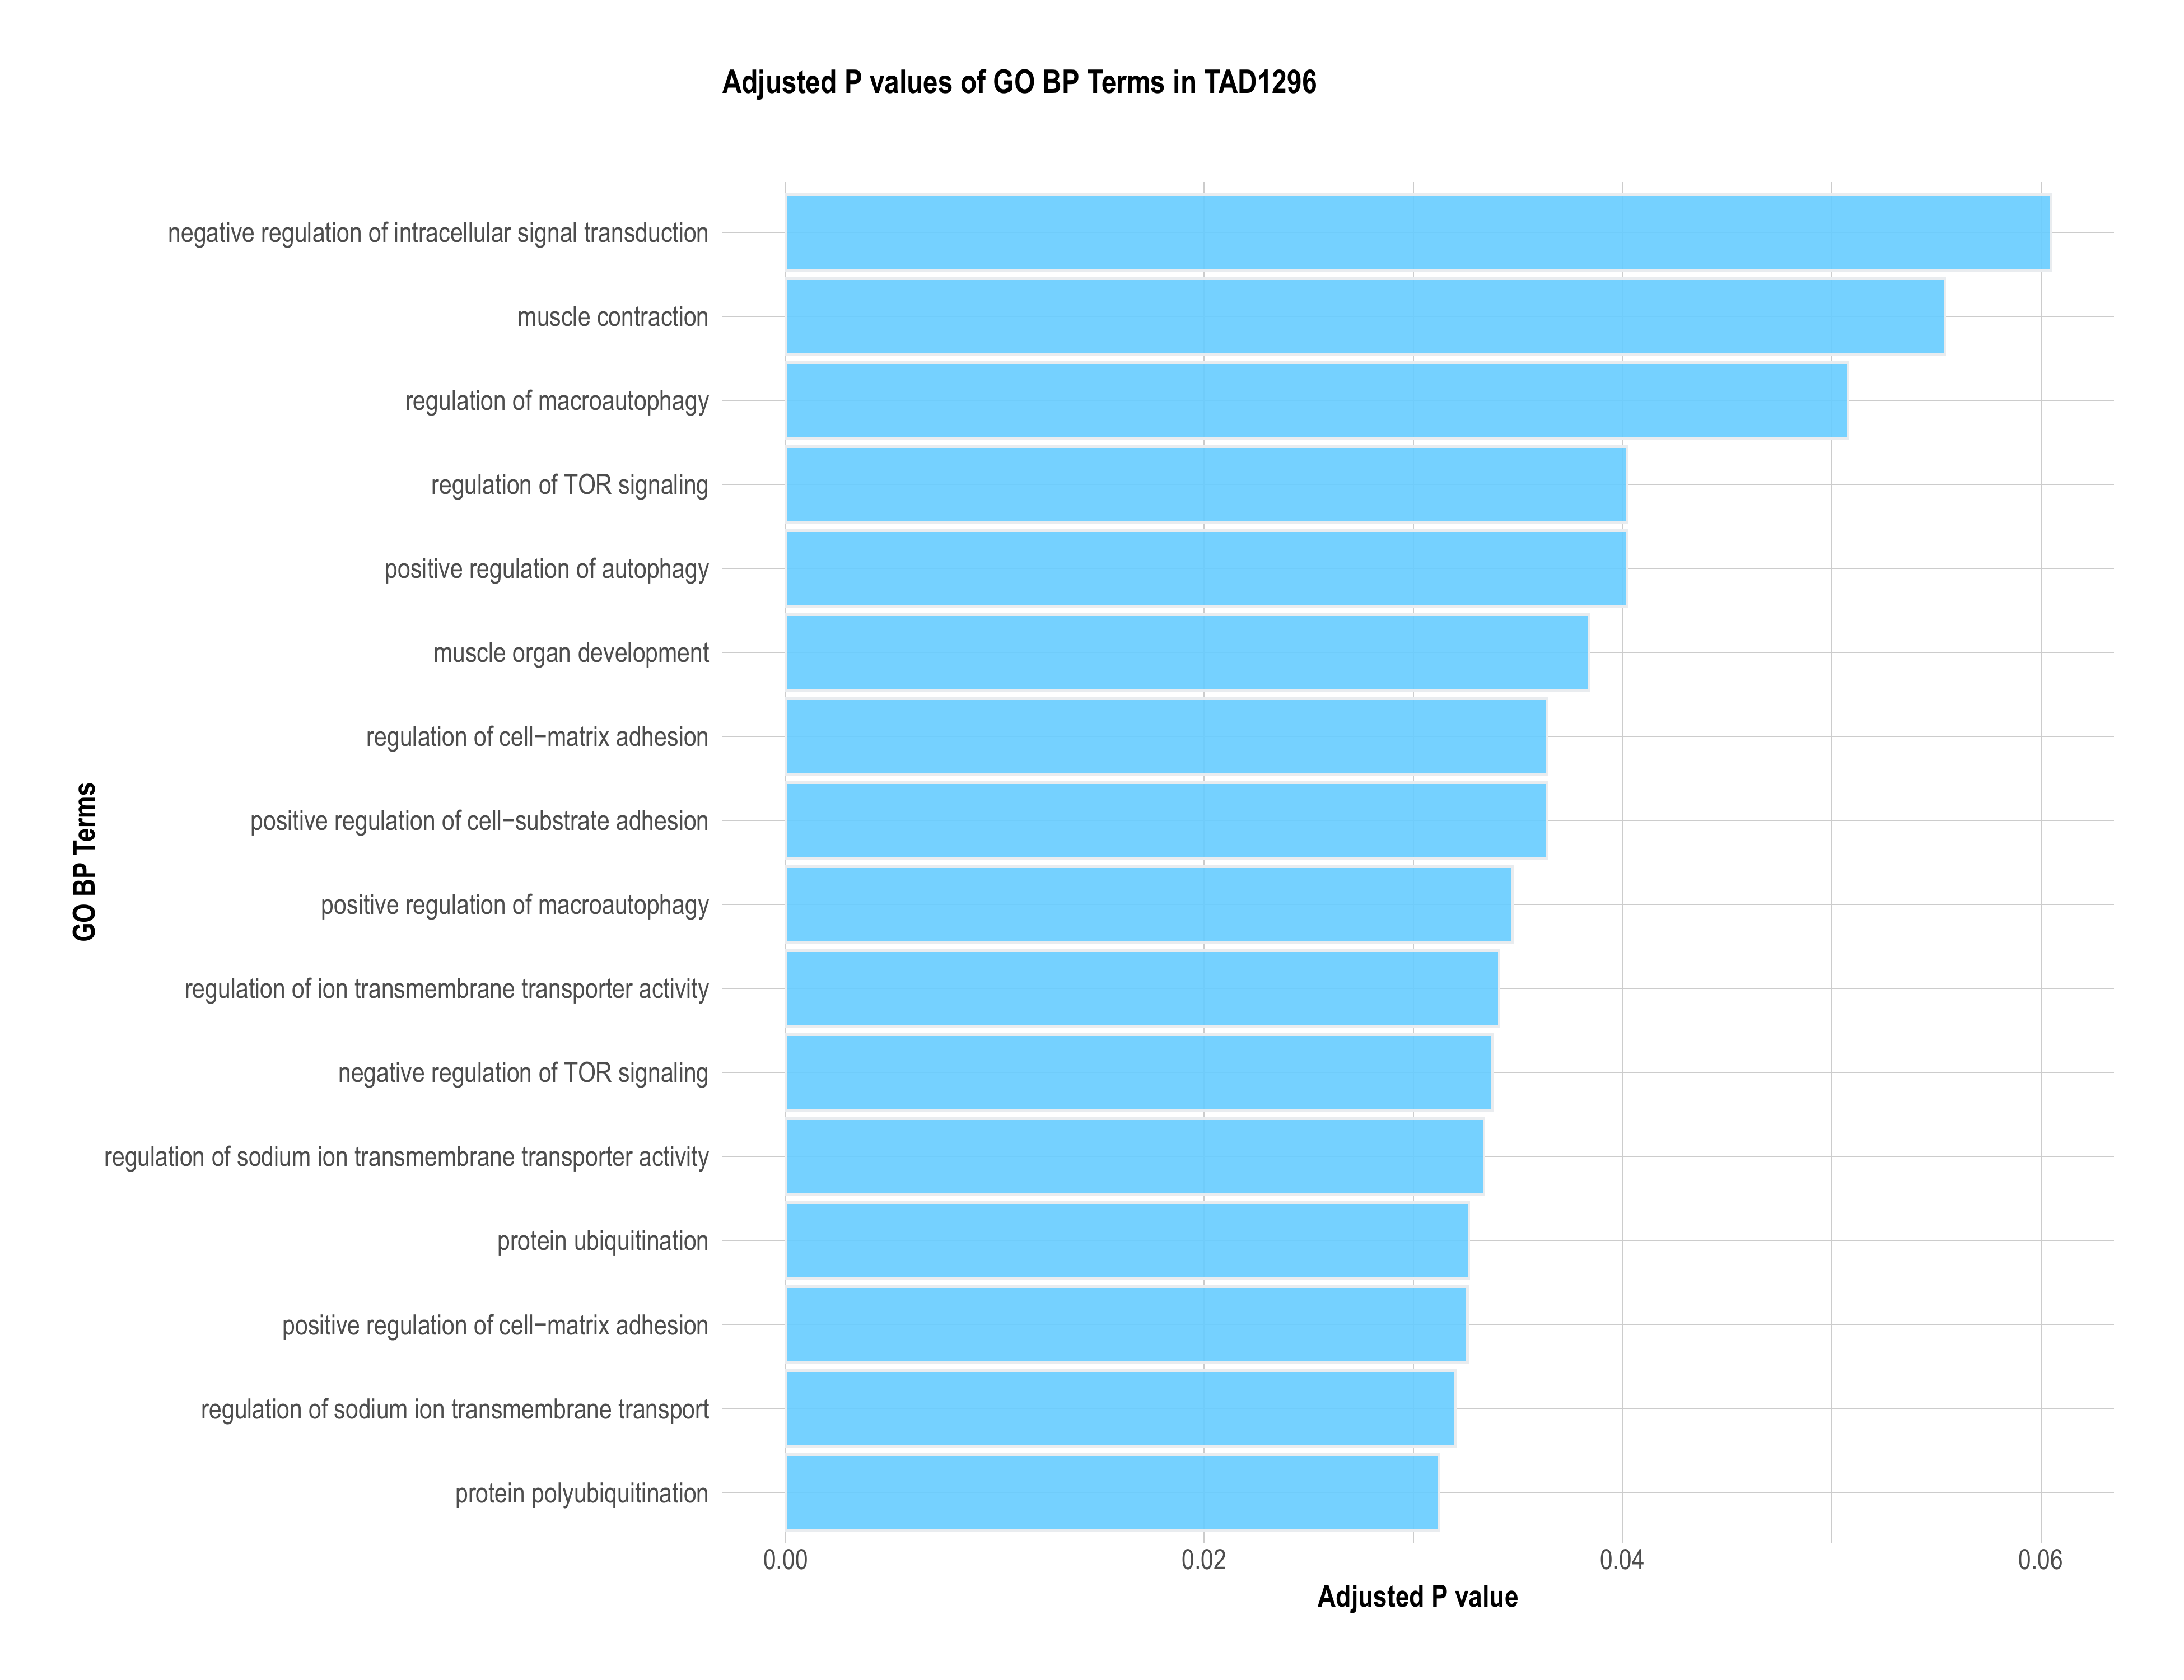 Adjusted P values of GO BP Terms in TAD1296
negative regulation of intracellular signal transduction
muscle contraction
regulation of macroautophagy
regulation of TOR signaling
positive regulation of autophagy
muscle organ development
regulation of cell−matrix adhesion
positive regulation of cell−substrate adhesion
positive regulation of macroautophagy
regulation of ion transmembrane transporter activity
negative regulation of TOR signaling
regulation of sodium ion transmembrane transporter activity
protein ubiquitination
positive regulation of cell−matrix adhesion
regulation of sodium ion transmembrane transport
protein polyubiquitination
GO BP Terms
0.00 0.02 0.04 0.06
Adjusted P value